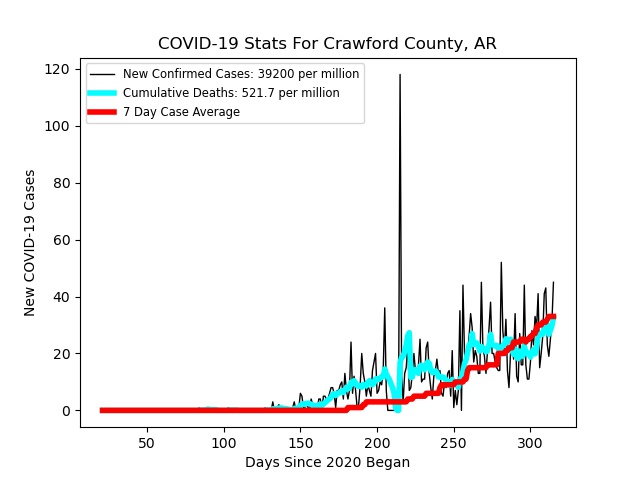 COVID-19 Stats For Crawford County, AR
New Confirmed Cases: 39200 per million
Cumulative Deaths: 521.7 per million
7 Day Case Average
120
100
80
60
40
20
0
New COVID-19 Cases
50 100 150 200 250 300
Days Since 2020 Began